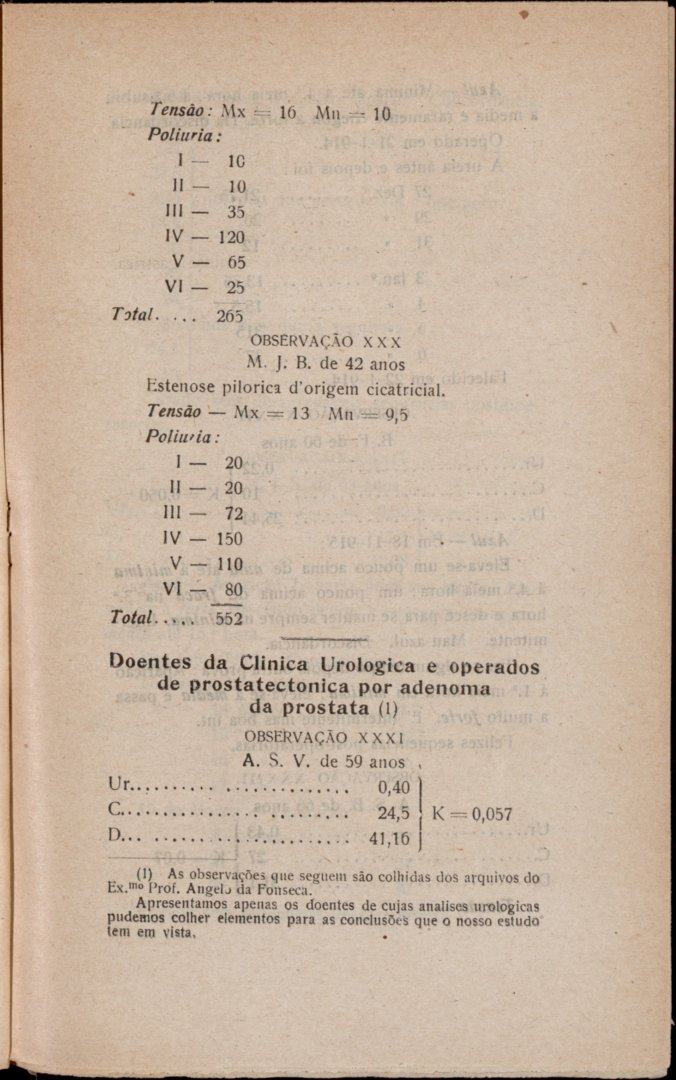 Tensão: Mx = 16 Mn = 10
Poliuria:
I — 10
II — 10
III — 35
IV — 120
V — 65
VI — 25
Total. . . . 265
OBSERVAÇÃO XXX
M. J. B. de 42 anos
Estenose pilorica d'origem cicatricial.
Tensão — Mx = 13 Mn = 9,5
Poliuria:
I — 20
II — 20
III — 72
IV — 150
V — 110
VI — 80
Total..... 552
Doentes da Clinica Urologica e operados
de prostatectonica por adenoma
da prostata (1)
OBSERVAÇÃO XXXI
A. S. V. de 59 anos
Ur.......................... 0,40
C........................... 24,5 K = 0,057
D........................... 41,16
(1) As observações que seguem são colhidas dos arquivos do
Ex.mo Prof. Angelo da Fonseca.
Apresentamos apenas os doentes de cujas analises urologicas
pudemos colher elementos para as conclusões que o nosso estudo
tem em vista.